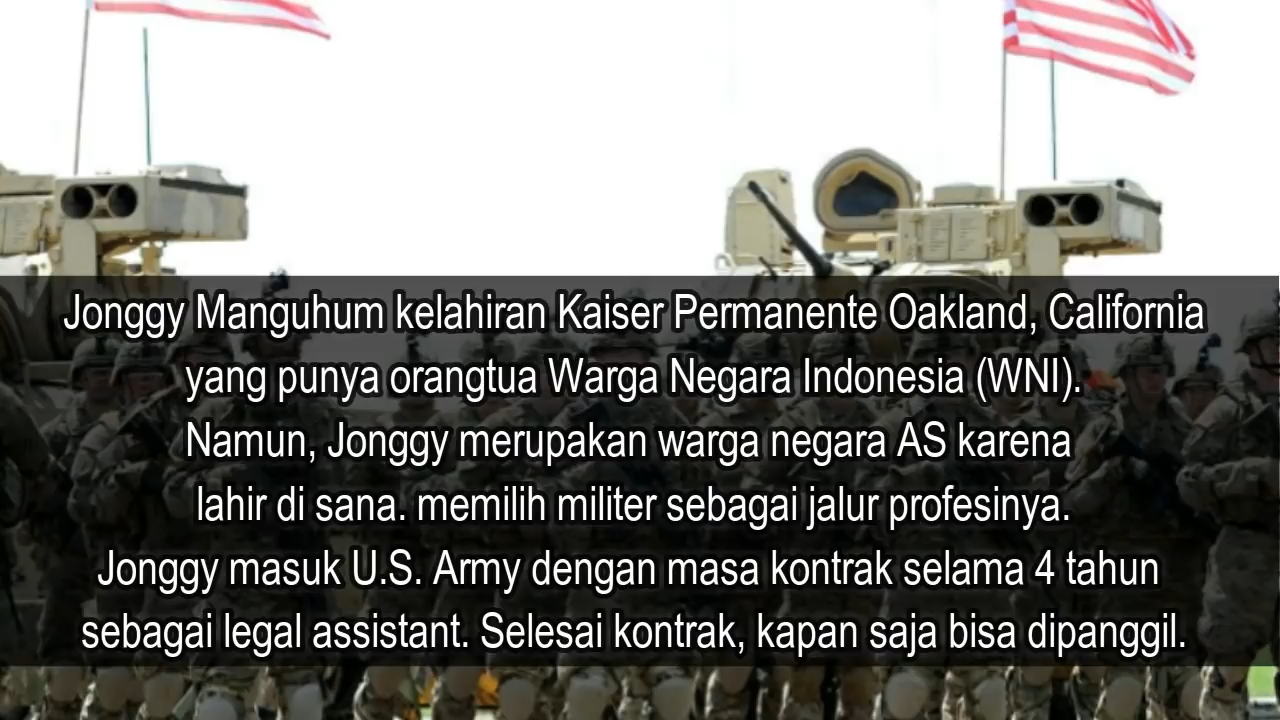 Jonggy Manguhum kelahiran Kaiser Permanente Oakland, California
yang punya orangtua Warga Negara Indonesia (WNI).
Namun, Jonggy merupakan warga negara AS karena
lahir di sana. memilih militer sebagai jalur profesinya.
Jonggy masuk U.S. Army dengan masa kontrak selama 4 tahun
sebagai legal assistant. Selesai kontrak, kapan saja bisa dipanggil.